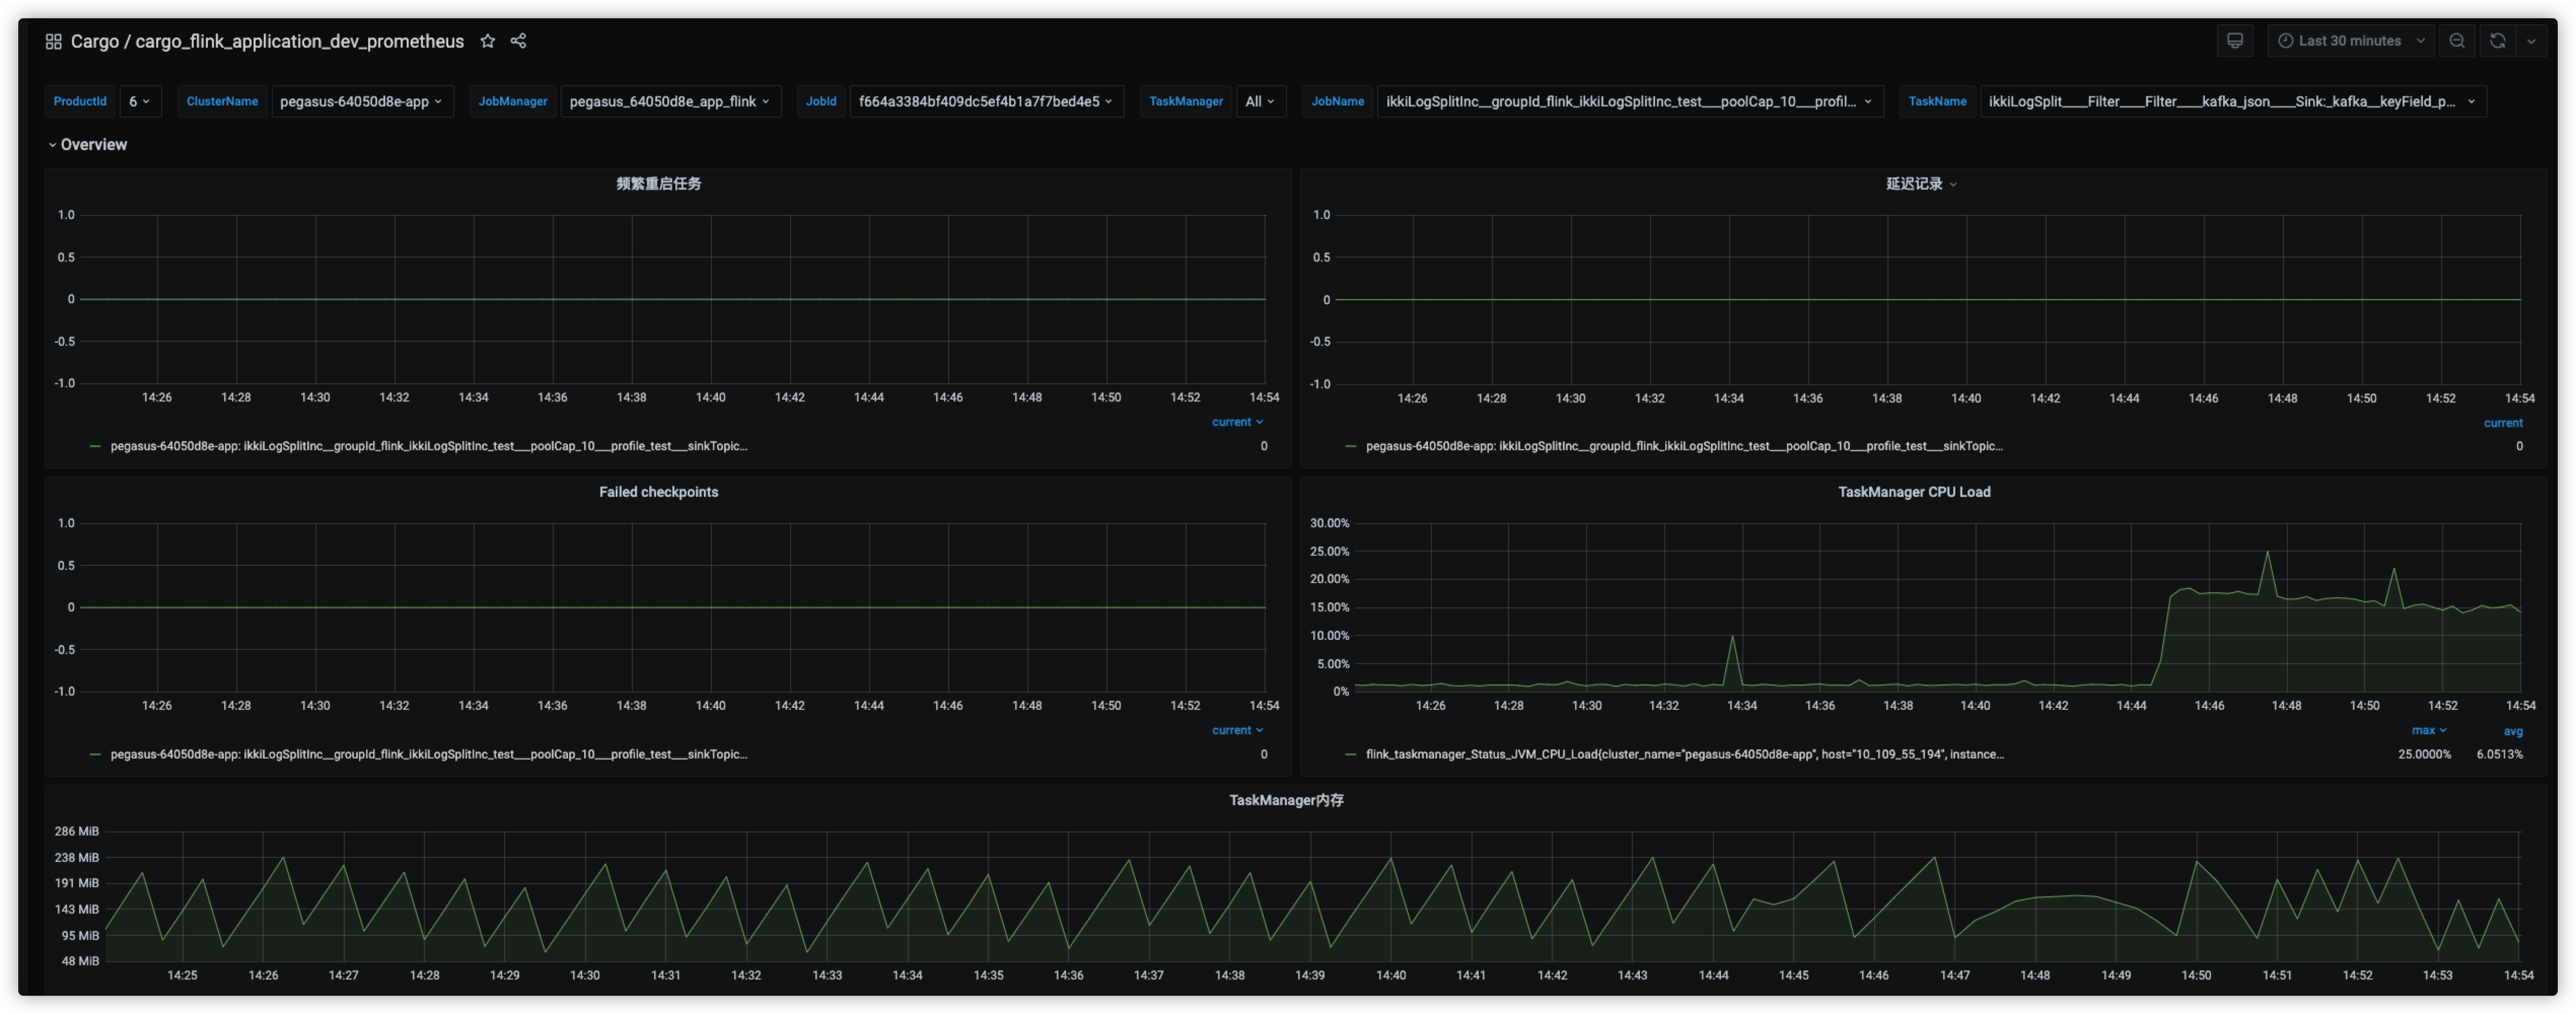 Cargo / cargo_flink_application_dev_prometheus
Last 30 minutes
ProductId 6 ClusterName pegasus-64050d8e-app JobManager pegasus_64050d8e_app_flink JobId f664a3384bf409dc5ef4b1a7f7bed4e5 TaskManager All JobName ikkiLogSplitInc__groupId_flink_ikkiLogSplitInc_test___poolCap_10___profil... TaskName ikkiLogSplit____Filter____Filter____kafka_json____Sink:_kafka__keyField_p...
Overview
频繁重启任务
1.0
0.5
0
-0.5
-1.0
14:26 14:28 14:30 14:32 14:34 14:36 14:38 14:40 14:42 14:44 14:46 14:48 14:50 14:52 14:54
current
pegasus-64050d8e-app: ikkiLogSplitInc__groupId_flink_ikkiLogSplitInc_test___poolCap_10___profile_test___sinkTopic... 0
延迟记录
1.0
0.5
0
-0.5
-1.0
14:26 14:28 14:30 14:32 14:34 14:36 14:38 14:40 14:42 14:44 14:46 14:48 14:50 14:52 14:54
current
pegasus-64050d8e-app: ikkiLogSplitInc__groupId_flink_ikkiLogSplitInc_test___poolCap_10___profile_test___sinkTopic... 0
Failed checkpoints
1.0
0.5
0
-0.5
-1.0
14:26 14:28 14:30 14:32 14:34 14:36 14:38 14:40 14:42 14:44 14:46 14:48 14:50 14:52 14:54
current
pegasus-64050d8e-app: ikkiLogSplitInc__groupId_flink_ikkiLogSplitInc_test___poolCap_10___profile_test___sinkTopic... 0
TaskManager CPU Load
30.00%
25.00%
20.00%
15.00%
10.00%
5.00%
0%
14:26 14:28 14:30 14:32 14:34 14:36 14:38 14:40 14:42 14:44 14:46 14:48 14:50 14:52 14:54
max avg
flink_taskmanager_Status_JVM_CPU_Load{cluster_name="pegasus-64050d8e-app", host="10_109_55_194", instance... 25.0000% 6.0513%
TaskManager内存
286 MiB
238 MiB
191 MiB
143 MiB
95 MiB
48 MiB
14:25 14:26 14:27 14:28 14:29 14:30 14:31 14:32 14:33 14:34 14:35 14:36 14:37 14:38 14:39 14:40 14:41 14:42 14:43 14:44 14:45 14:46 14:47 14:48 14:49 14:50 14:51 14:52 14:53 14:54